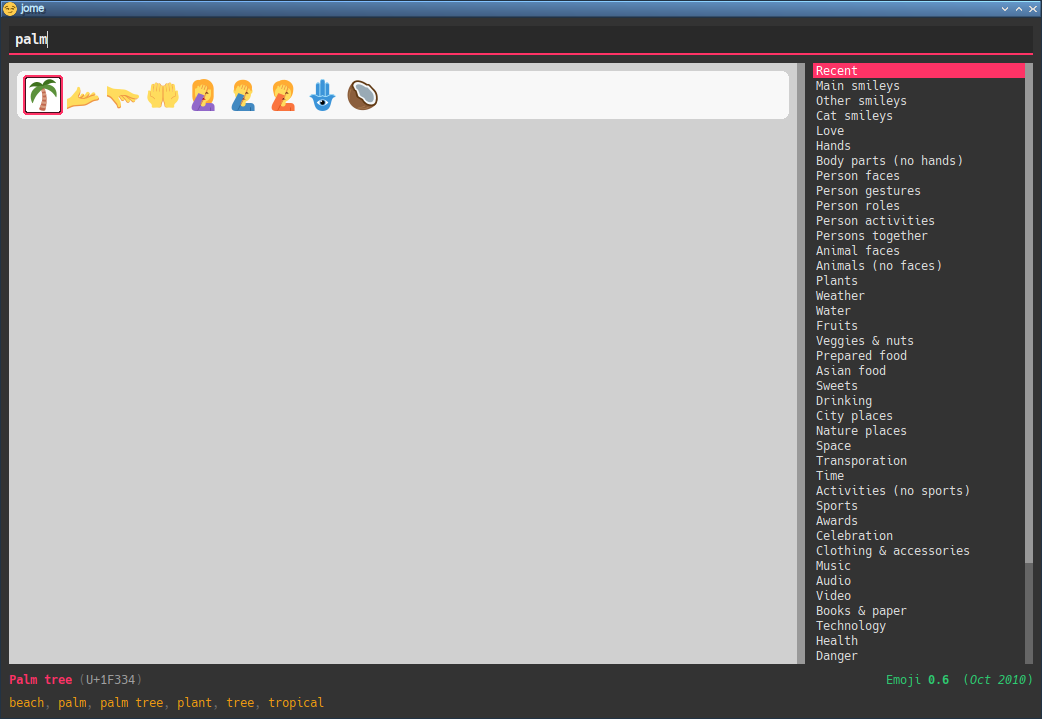 jome
palm
Recent
Main smileys
Other smileys
Cat smileys
Love
Hands
Body parts (no hands)
Person faces
Person gestures
Person roles
Person activities
Persons together
Animal faces
Animals (no faces)
Plants
Weather
Water
Fruits
Veggies & nuts
Prepared food
Asian food
Sweets
Drinking
City places
Nature places
Space
Transporation
Time
Activities (no sports)
Sports
Awards
Celebration
Clothing & accessories
Music
Audio
Video
Books & paper
Technology
Health
Danger
Palm tree (U+1F334)
Emoji 0.6 (Oct 2010)
beach, palm, palm tree, plant, tree, tropical